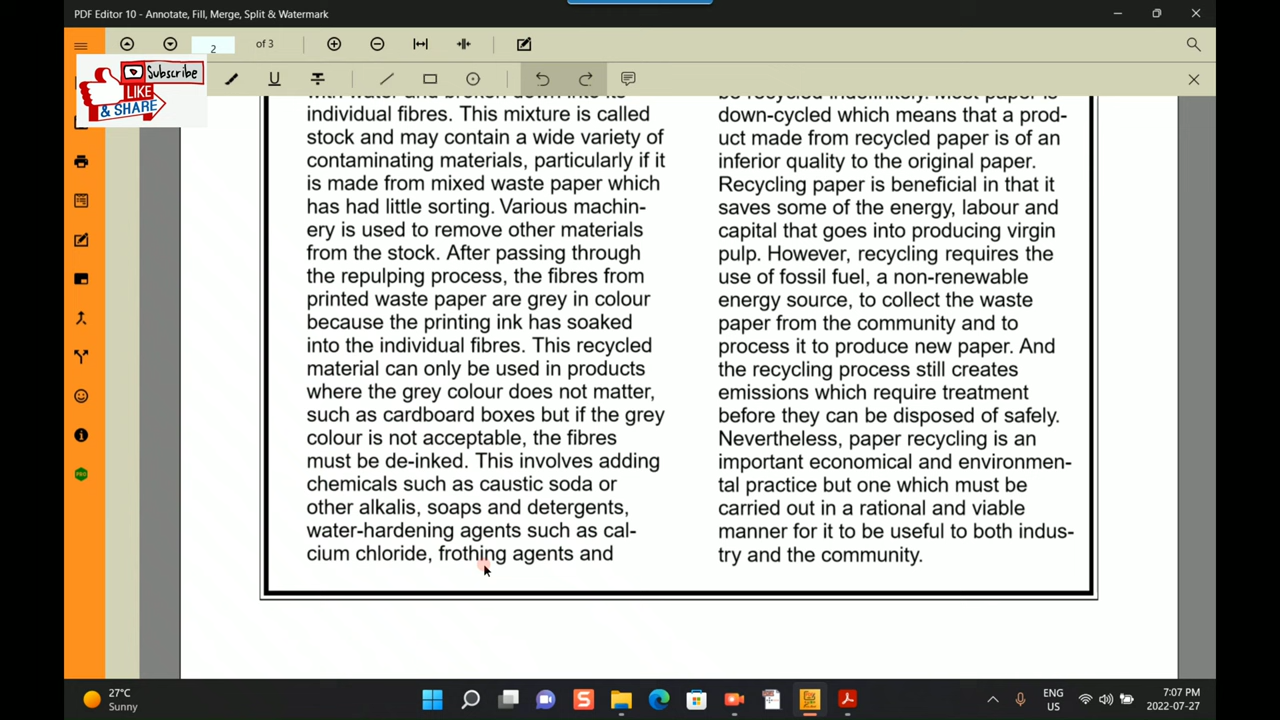 PDF Editor 10 - Annotate, Fill, Merge, Split & Watermark
2
of 3
Subscribe
LIKE
& SHARE
individual fibres. This mixture is called
stock and may contain a wide variety of
contaminating materials, particularly if it
is made from mixed waste paper which
has had little sorting. Various machin-
ery is used to remove other materials
from the stock. After passing through
the repulping process, the fibres from
printed waste paper are grey in colour
because the printing ink has soaked
into the individual fibres. This recycled
material can only be used in products
where the grey colour does not matter,
such as cardboard boxes but if the grey
colour is not acceptable, the fibres
must be de-inked. This involves adding
chemicals such as caustic soda or
other alkalis, soaps and detergents,
water-hardening agents such as cal-
cium chloride, frothing agents and
be recycled indefinitely. Most paper is
down-cycled which means that a prod-
uct made from recycled paper is of an
inferior quality to the original paper.
Recycling paper is beneficial in that it
saves some of the energy, labour and
capital that goes into producing virgin
pulp. However, recycling requires the
use of fossil fuel, a non-renewable
energy source, to collect the waste
paper from the community and to
process it to produce new paper. And
the recycling process still creates
emissions which require treatment
before they can be disposed of safely.
Nevertheless, paper recycling is an
important economical and environmen-
tal practice but one which must be
carried out in a rational and viable
manner for it to be useful to both indus-
try and the community.
27°C
Sunny
ENG
US
7:07 PM
2022-07-27